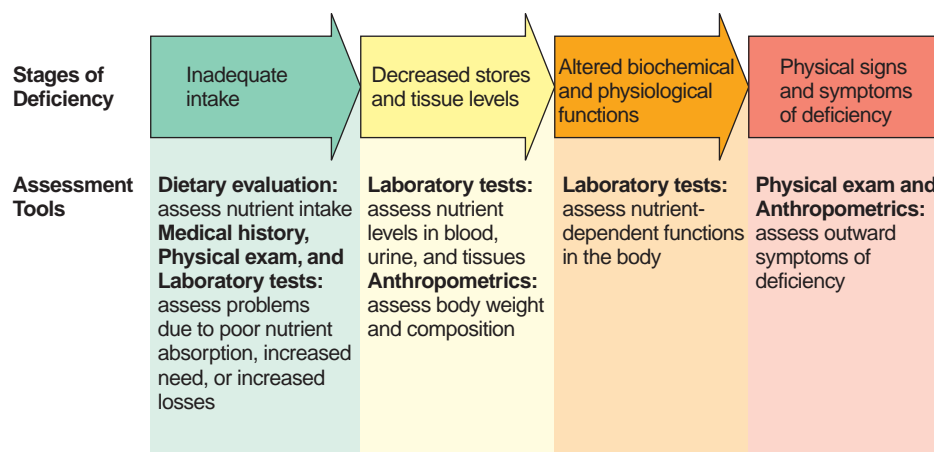 Stages of
Deficiency
Inadequate
intake
Decreased stores
and tissue levels
Altered biochemical
and physiological
functions
Physical signs
and symptoms
of deficiency
Assessment
Tools
Dietary evaluation:
assess nutrient intake
Medical history,
Physical exam, and
Laboratory tests:
assess problems
due to poor nutrient
absorption, increased
need, or increased
losses
Laboratory tests:
assess nutrient
levels in blood,
urine, and tissues
Anthropometrics:
assess body weight
and composition
Laboratory tests:
assess nutrient-
dependent functions
in the body
Physical exam and
Anthropometrics:
assess outward
symptoms of
deficiency